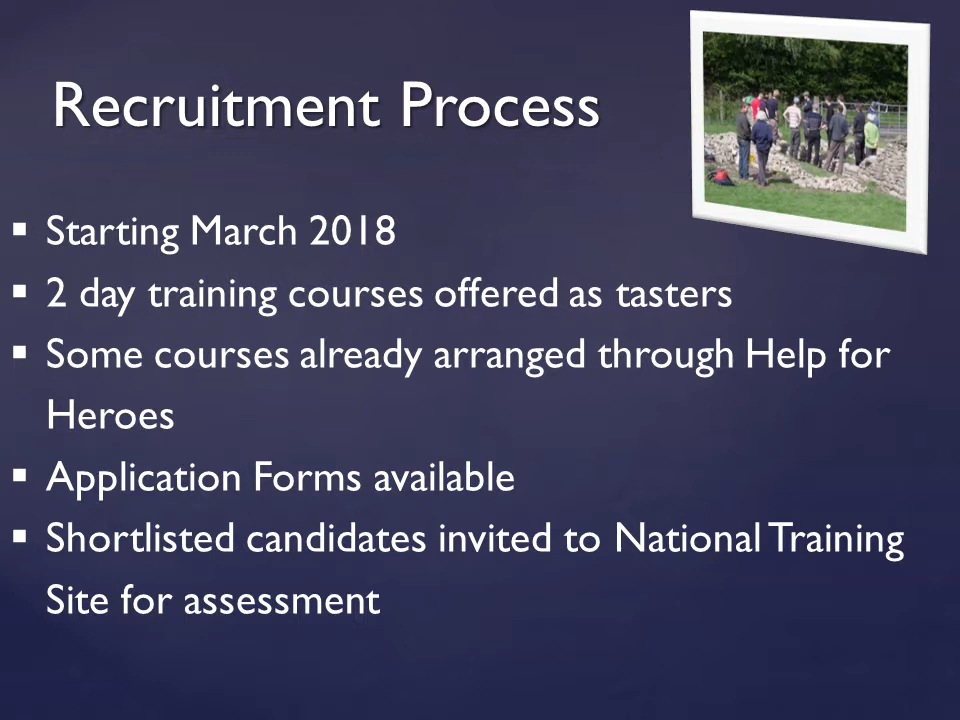 Recruitment Process
▪ Starting March 2018
▪ 2 day training courses offered as tasters
▪ Some courses already arranged through Help for
Heroes
▪ Application Forms available
▪ Shortlisted candidates invited to National Training
Site for assessment